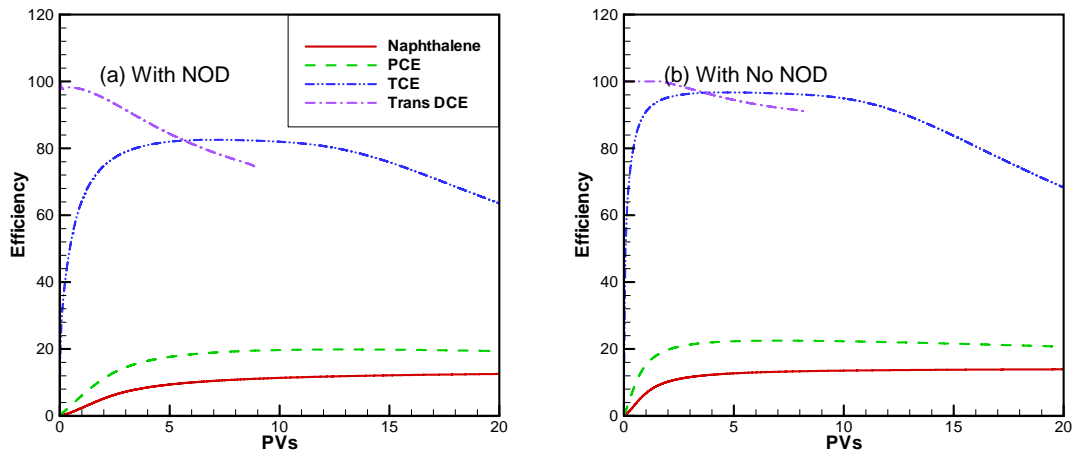 120
100
80
60
40
20
0
Efficiency
(a) With NOD
Naphthalene
PCE
TCE
Trans DCE
0 5 10 15 20
PVs
120
100
80
60
40
20
0
Efficiency
(b) With No NOD
0 5 10 15 20
PVs